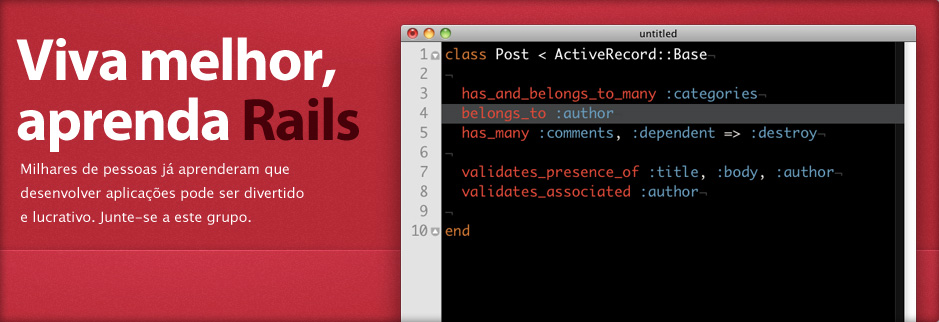 Viva melhor,
aprenda Rails
Milhares de pessoas já aprenderam que
desenvolver aplicações pode ser divertido
e lucrativo. Junte-se a este grupo.
untitled
1 class Post < ActiveRecord::Base¬
2 ¬
3 has_and_belongs_to_many :categories¬
4 belongs_to :author
5 has_many :comments, :dependent => :destroy¬
6 ¬
7 validates_presence_of :title, :body, :author¬
8 validates_associated :author¬
9 ¬
10 end